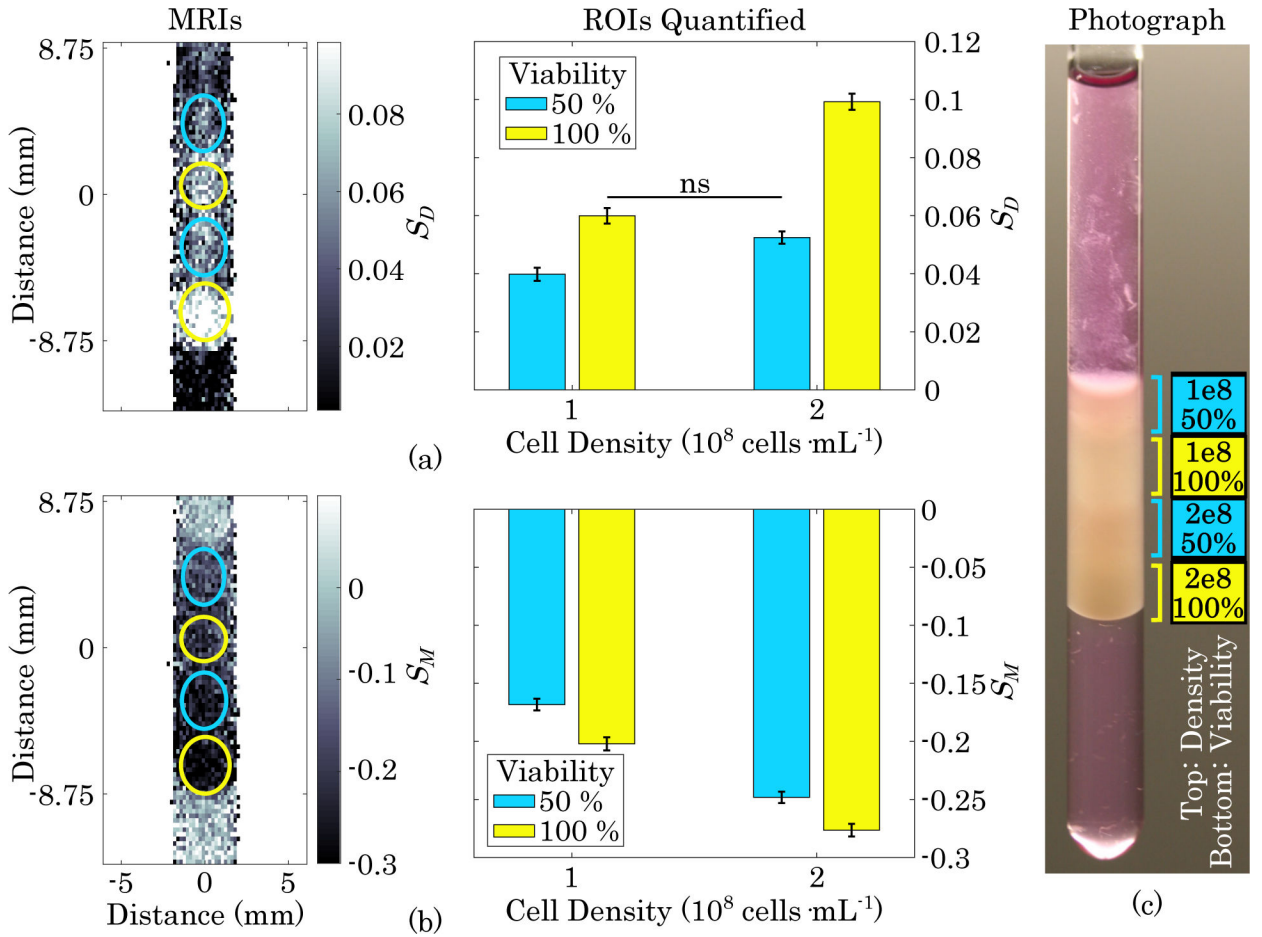 MRIs
ROIs Quantified
Photograph
8.75
0
-8.75
Distance (mm)
0.08
0.06
0.04
0.02
S_D
Viability
50 %
100 %
ns
0.12
0.1
0.08
0.06
0.04
0.02
0
S_D
1
2
Cell Density (10⁸ cells·mL⁻¹)
(a)
8.75
0
-8.75
Distance (mm)
-5
0
5
Distance (mm)
0
-0.1
-0.2
-0.3
S_M
Viability
50 %
100 %
0
-0.05
-0.1
-0.15
-0.2
-0.25
-0.3
S_M
1
2
Cell Density (10⁸ cells·mL⁻¹)
(b)
1e8
50%
1e8
100%
2e8
50%
2e8
100%
Top: Density
Bottom: Viability
(c)